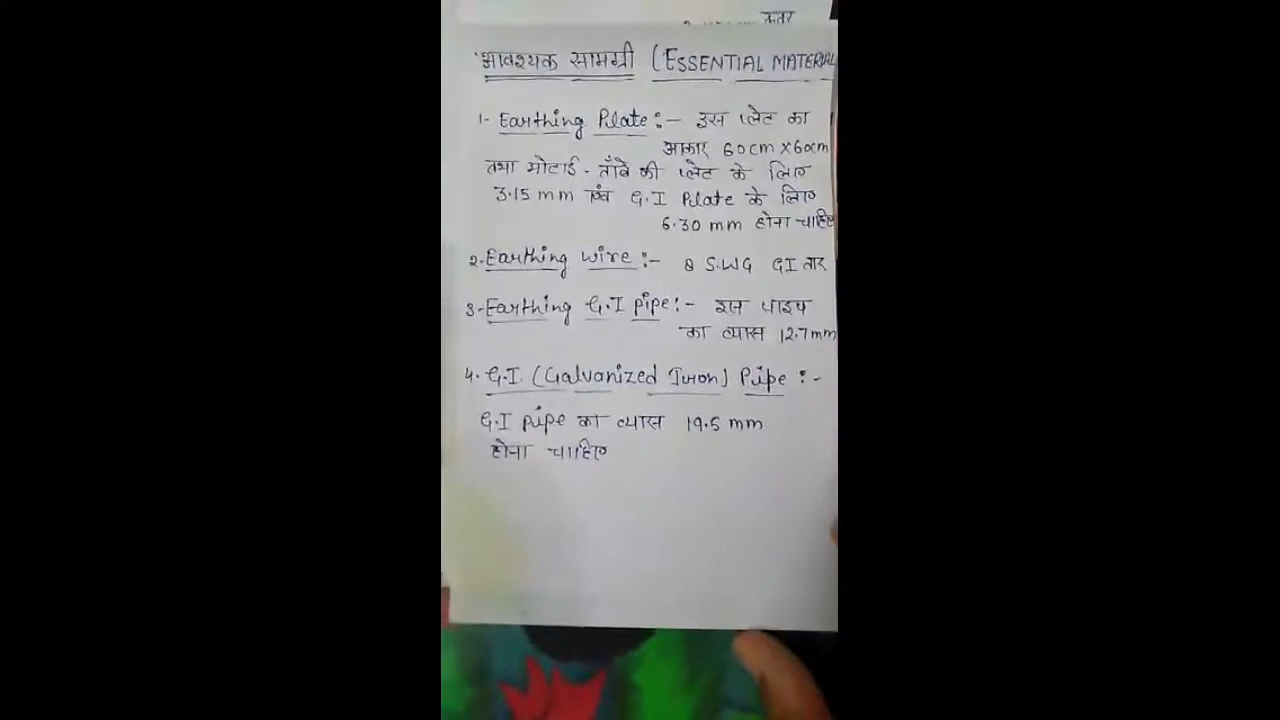 आवश्यक सामग्री (ESSENTIAL MATERIAL
1- Earthing Plate:- इस प्लेट का
आकार 60cm X 60cm
तथा मोटाई - ताँबे की प्लेट के लिए
3.15 mm एवं G.I Plate के लिए
6.30 mm होना चाहिए
2- Earthing wire:- 8 S.WG GI तार
3- Earthing G.I pipe:- इस पाइप
का व्यास 12.7mm
4. G.I. (Galvanized Iron) Pipe :-
G.I pipe का व्यास 19.5 mm
होना चाहिए